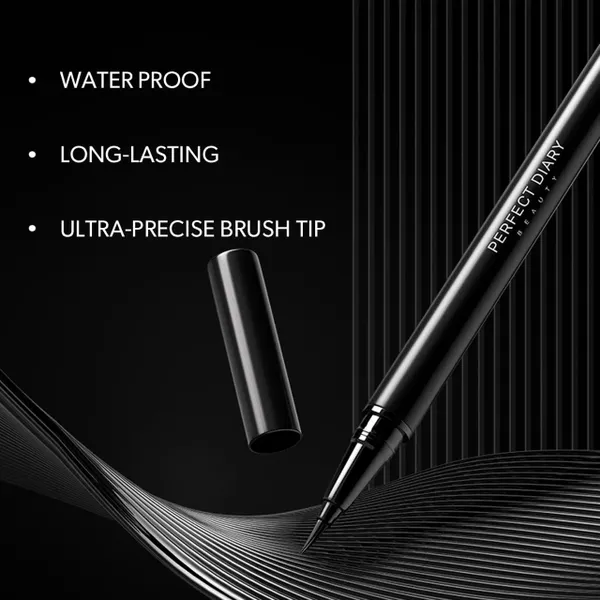 • WATER PROOF
• LONG-LASTING
• ULTRA-PRECISE BRUSH TIP
PERFECT DIARY
BEAUTY